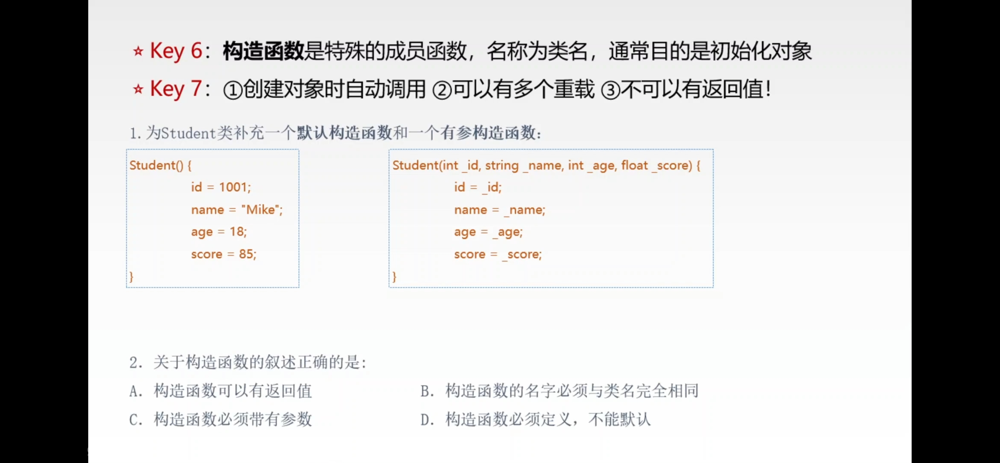 ☆ Key 6：构造函数是特殊的成员函数，名称为类名，通常目的是初始化对象
☆ Key 7：①创建对象时自动调用 ②可以有多个重载 ③不可以有返回值！
1.为Student类补充一个默认构造函数和一个有参构造函数：
Student() {
id = 1001;
name = "Mike";
age = 18;
score = 85;
}
Student(int _id, string _name, int _age, float _score) {
id = _id;
name = _name;
age = _age;
score = _score;
}
2. 关于构造函数的叙述正确的是：
A. 构造函数可以有返回值
B. 构造函数的名字必须与类名完全相同
C. 构造函数必须带有参数
D. 构造函数必须定义，不能默认